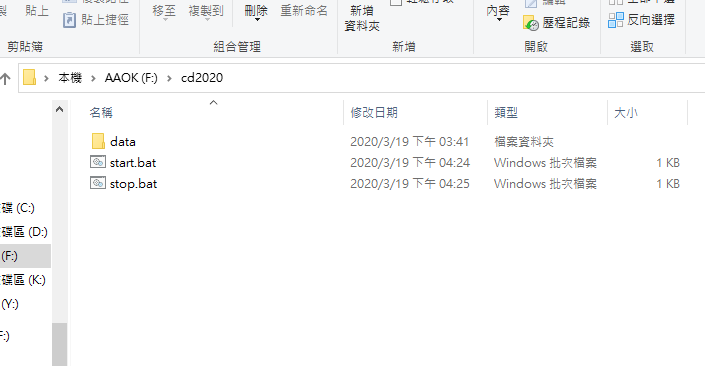 貼上
貼上捷徑
移至
複製到
刪除
重新命名
新增
資料夾
內容
歷程記錄
反向選擇
剪貼簿
組合管理
新增
開啟
選取
本機 > AAOK (F:) > cd2020
名稱
修改日期
類型
大小
data
2020/3/19 下午 03:41
檔案資料夾
start.bat
2020/3/19 下午 04:24
Windows 批次檔案
1 KB
stop.bat
2020/3/19 下午 04:25
Windows 批次檔案
1 KB
碟 (C:)
碟區 (D:)
(F:)
碟區 (K:)
(Y:)
F:)